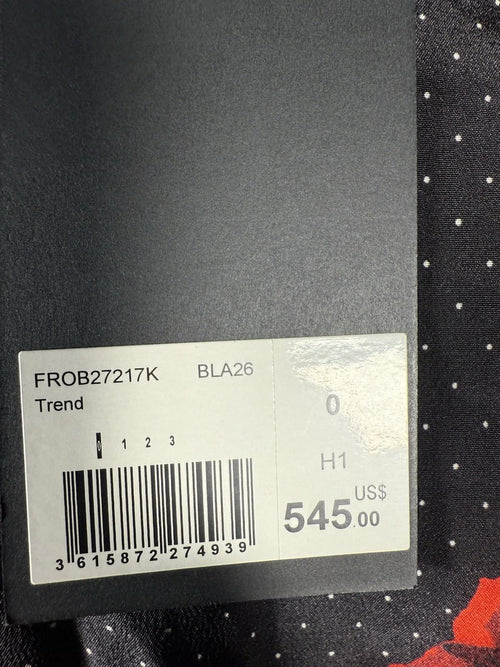 FROB27217K BLA26
Trend
0
0 1 2 3
H1
US$
545.00
3 615872 274939